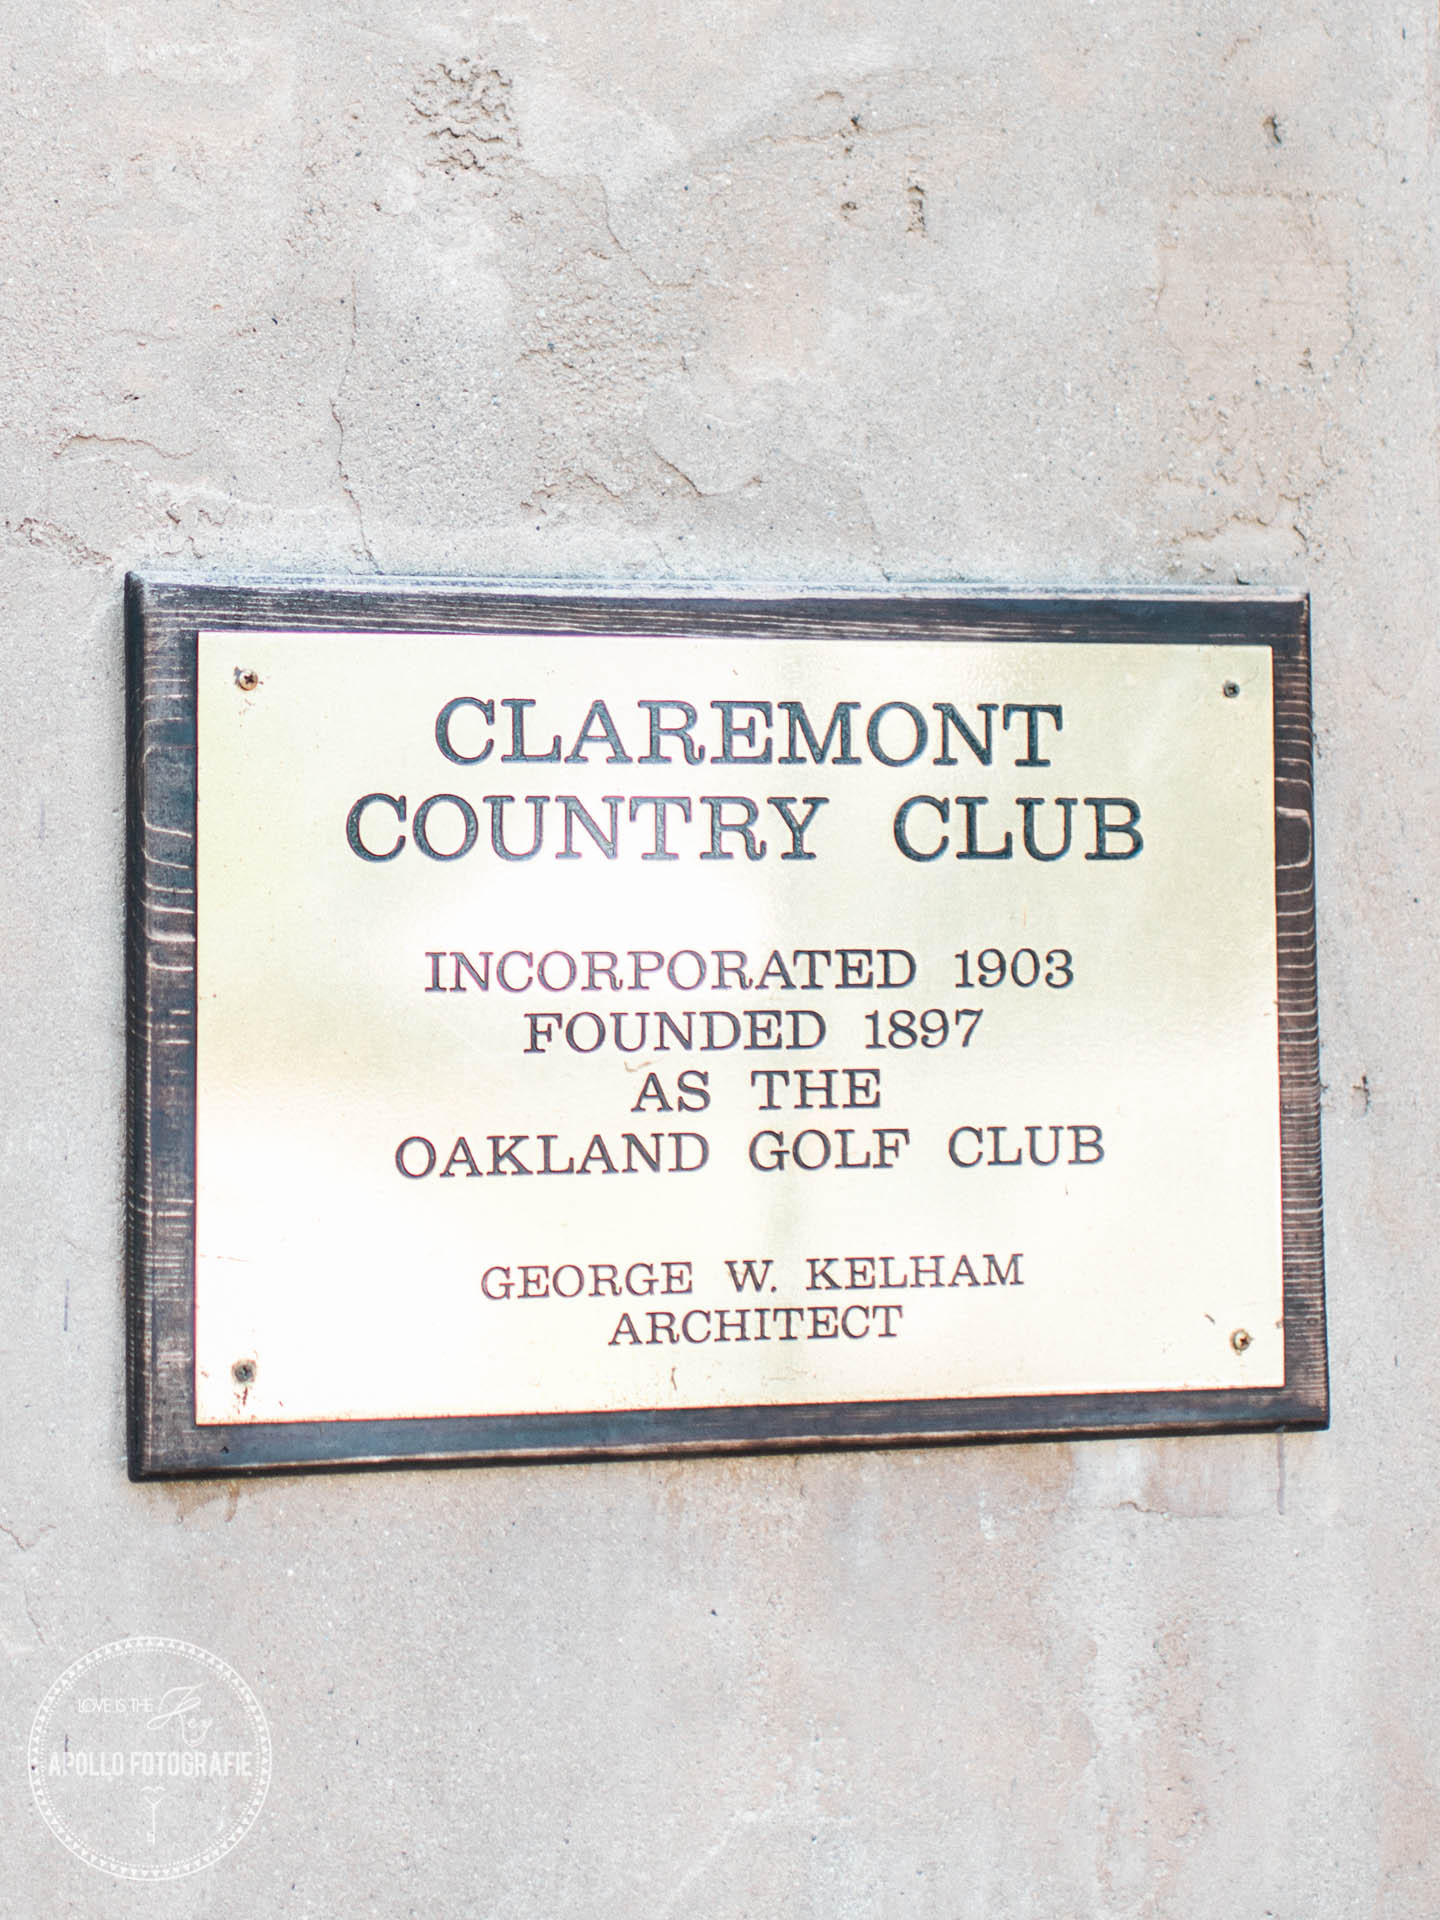 CLAREMONT
COUNTRY CLUB
INCORPORATED 1903
FOUNDED 1897
AS THE
OAKLAND GOLF CLUB
GEORGE W. KELHAM
ARCHITECT
LOVE IS THE Key
APOLLO FOTOGRAFIE